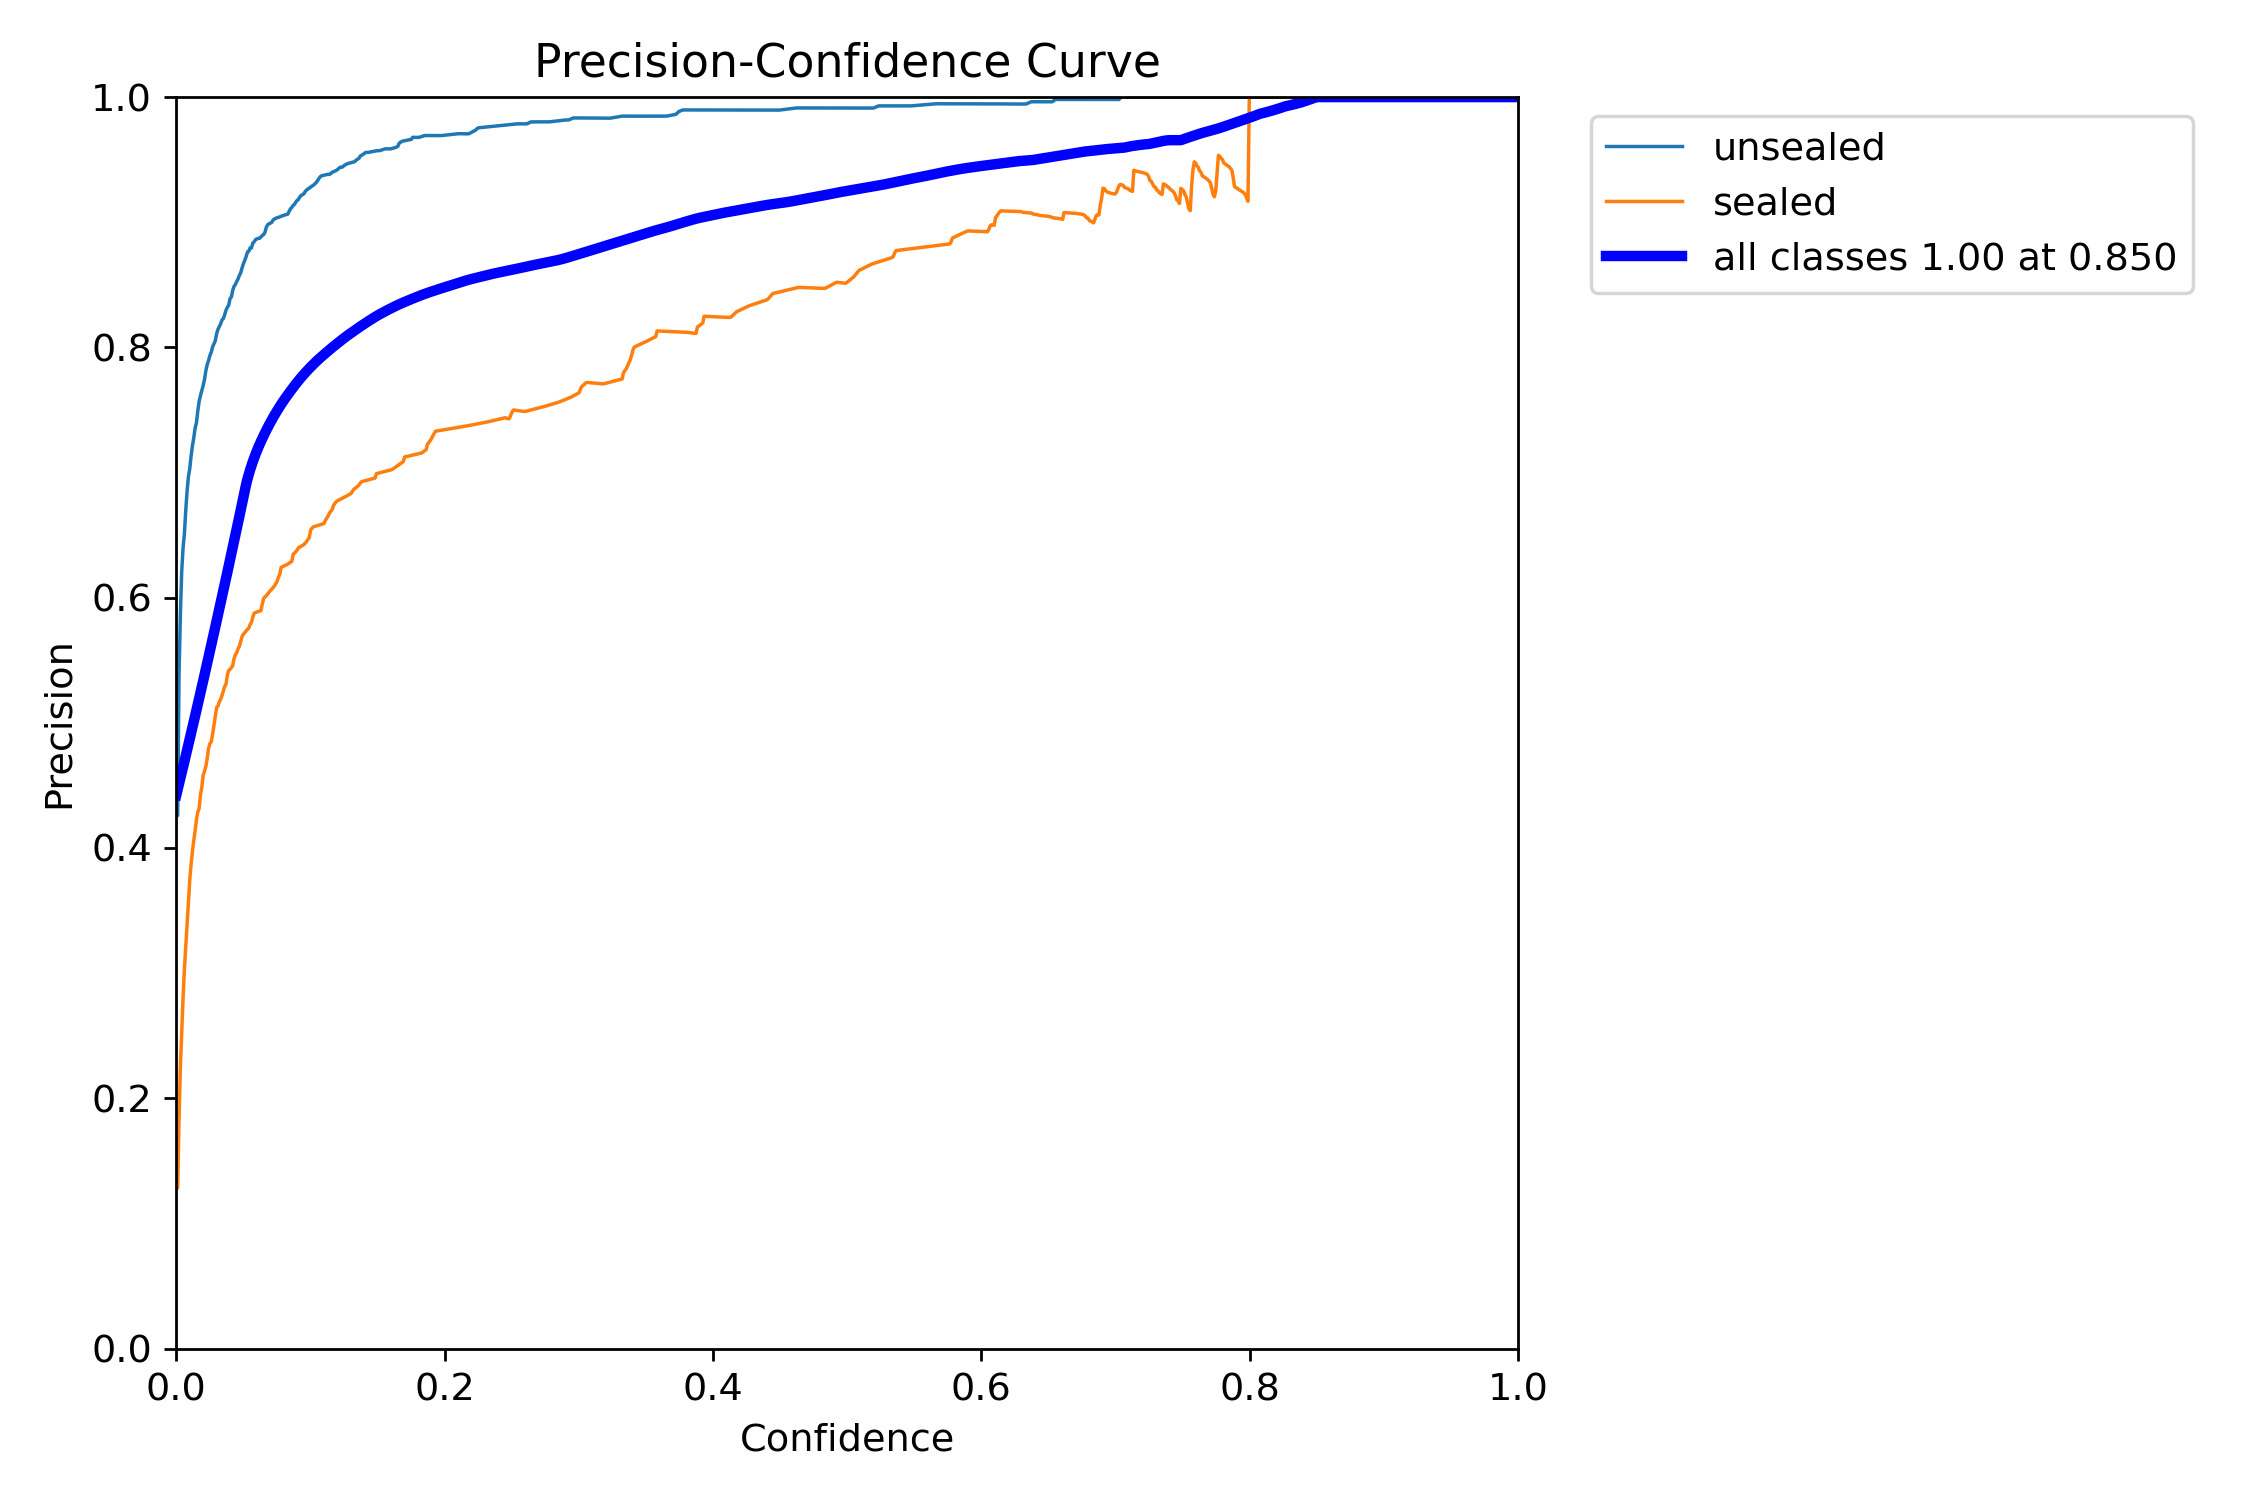 Precision-Confidence Curve
1.0
0.8
0.6
0.4
0.2
0.0
Precision
0.0 0.2 0.4 0.6 0.8 1.0
Confidence
unsealed
sealed
all classes 1.00 at 0.850